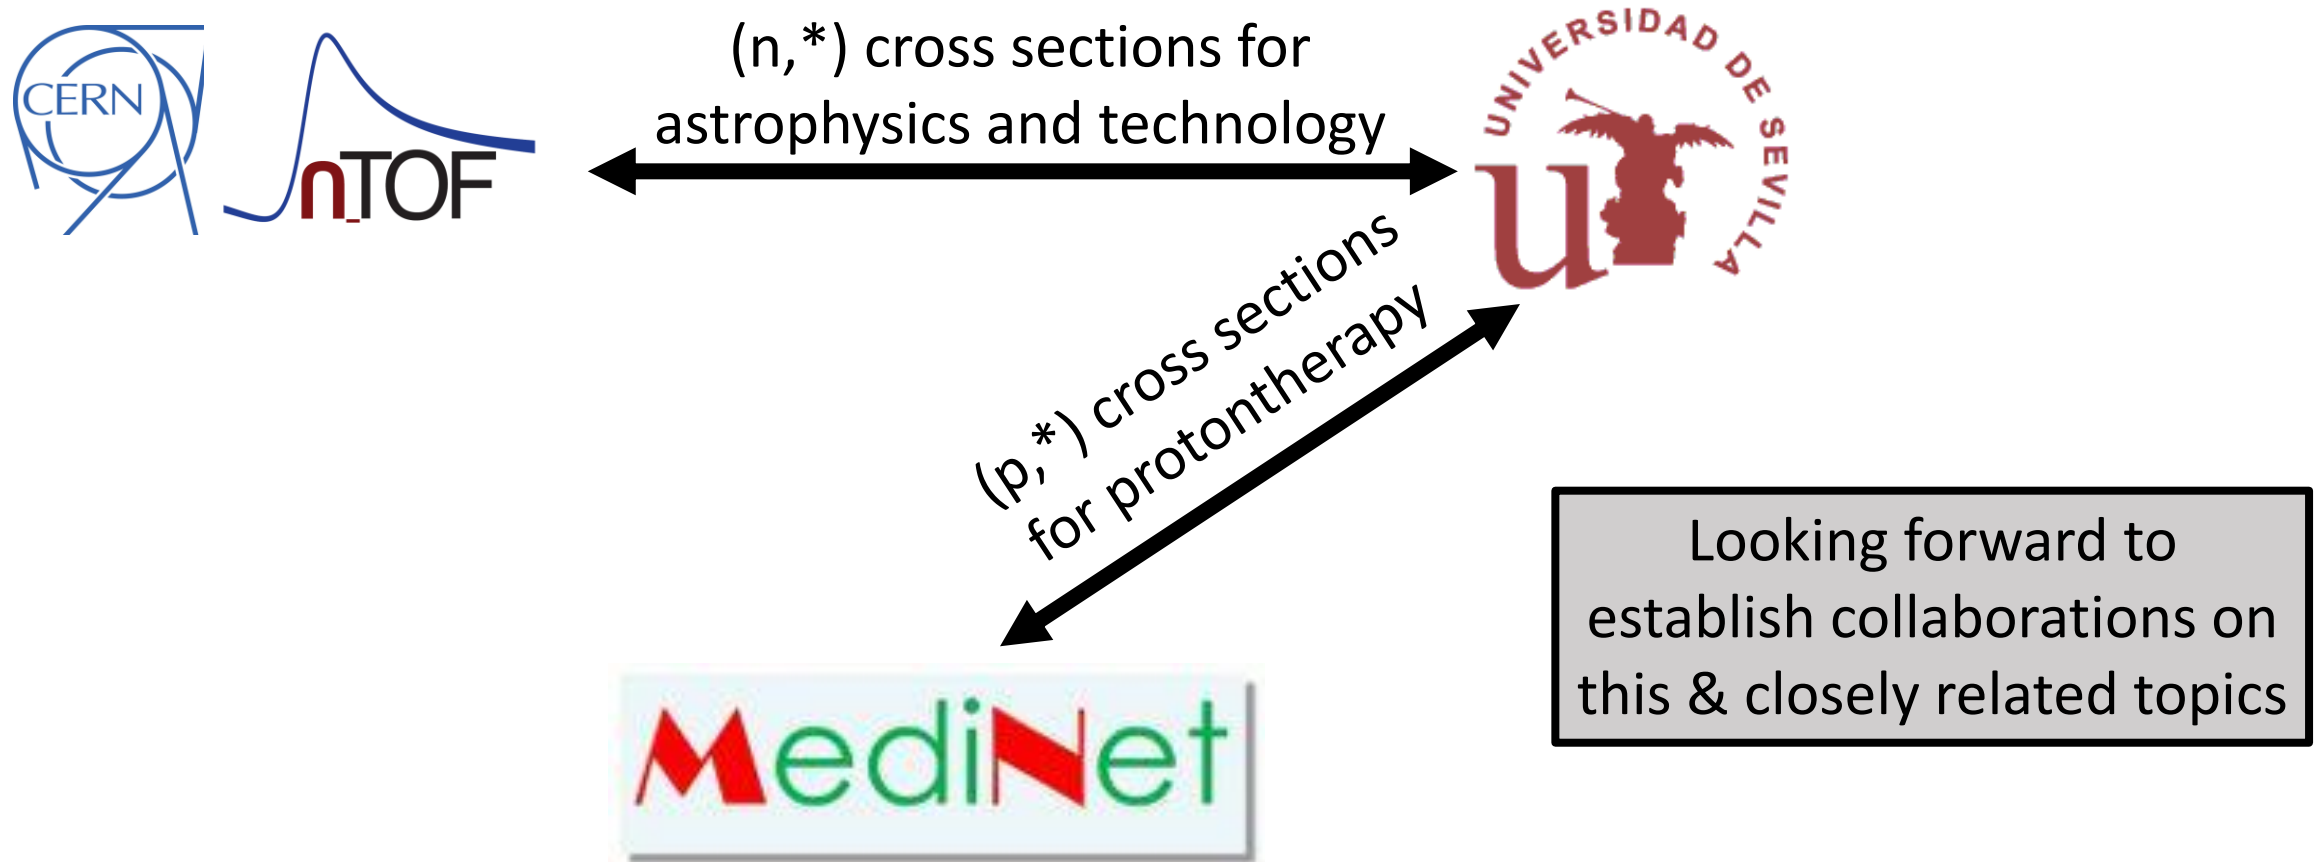 CERN
n_TOF
(n,*) cross sections for
astrophysics and technology
UNIVERSIDAD DE SEVILLA
u
(p,*) cross sections
for protontherapy
Looking forward to
establish collaborations on
this & closely related topics
MediNet